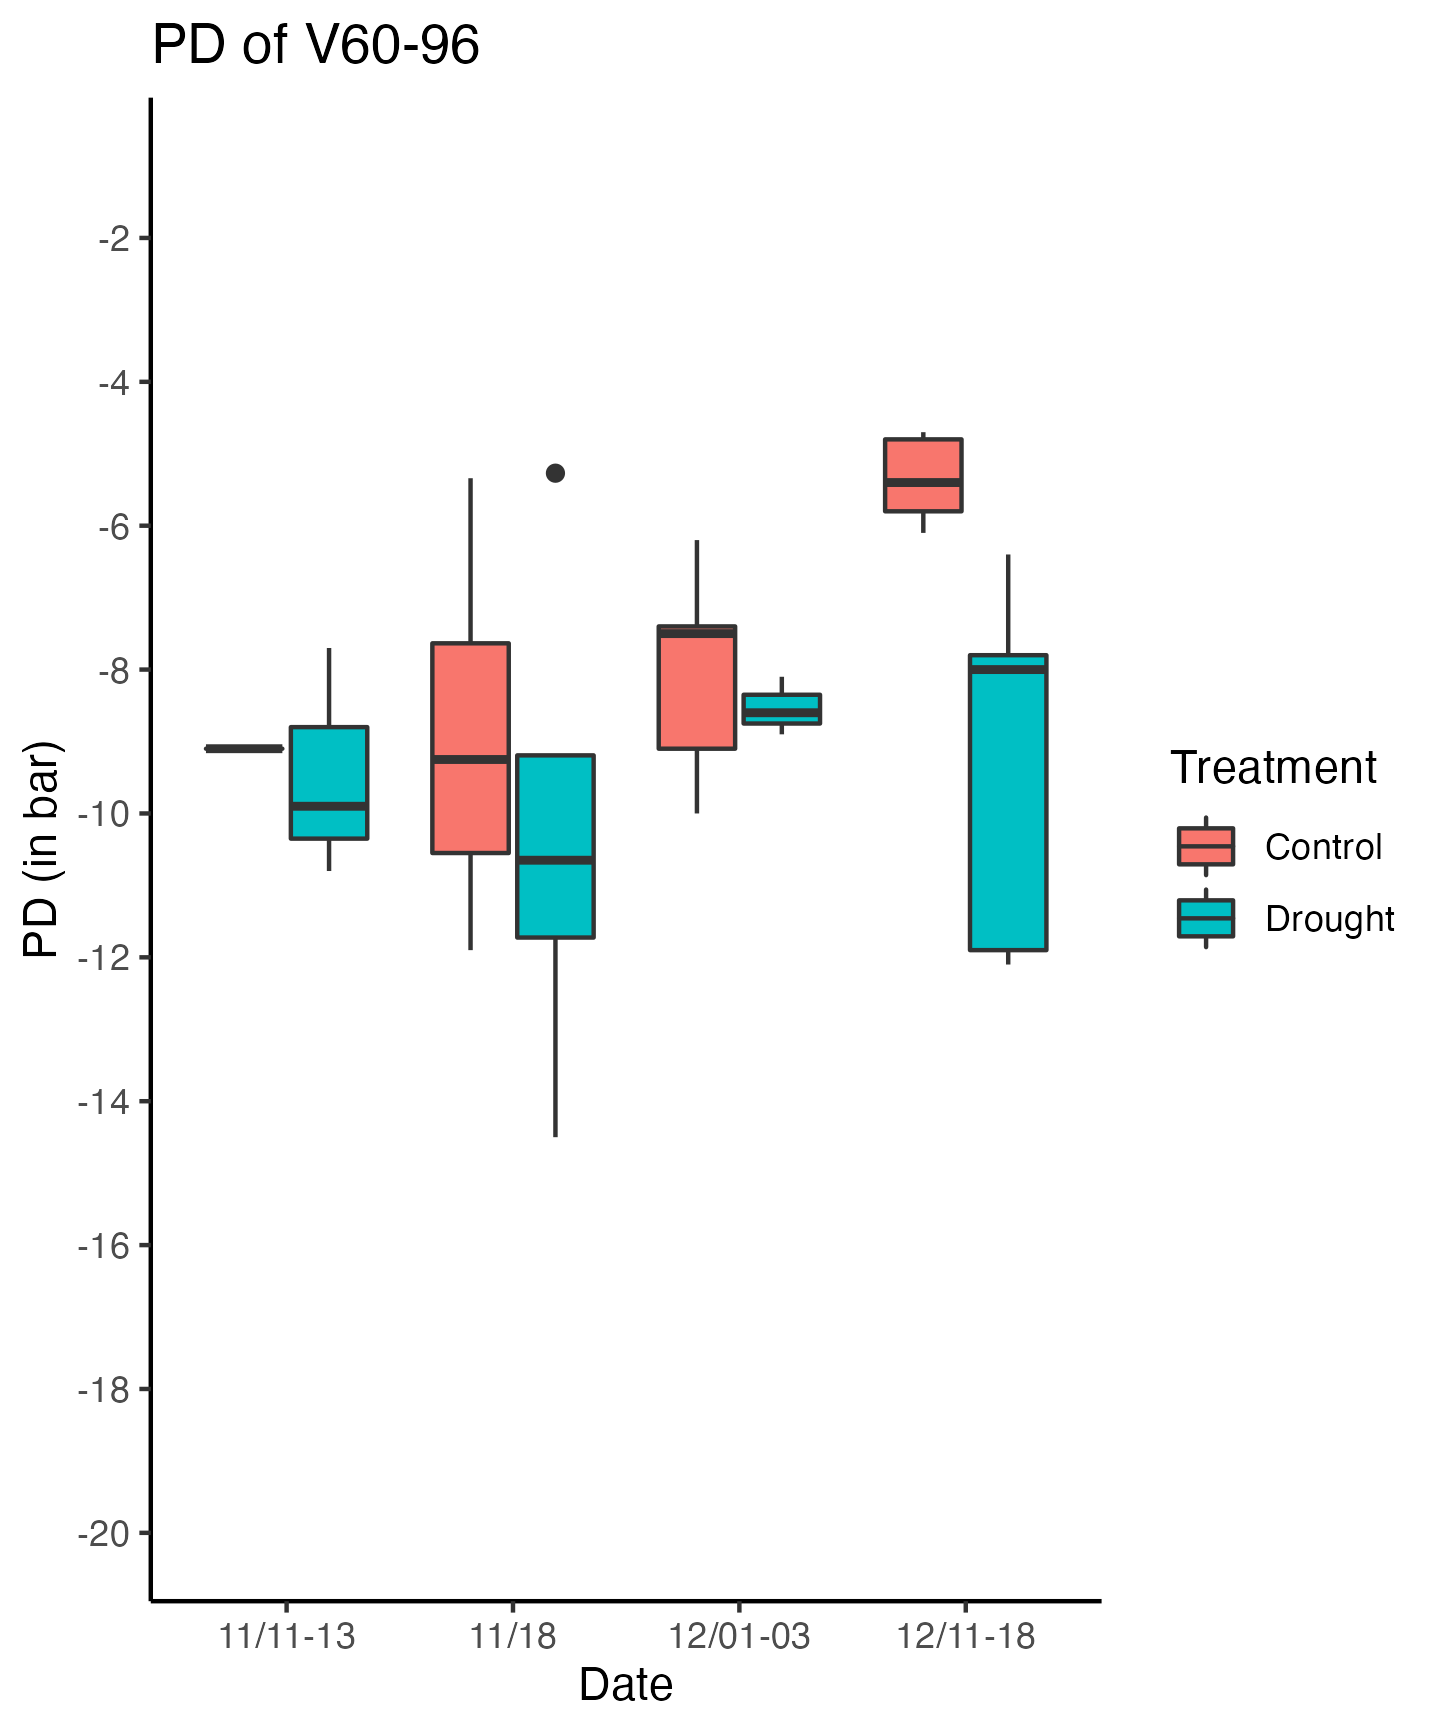 PD of V60-96
PD (in bar)
-2
-4
-6
-8
-10
-12
-14
-16
-18
-20
11/11-13
11/18
12/01-03
12/11-18
Date
Treatment
Control
Drought